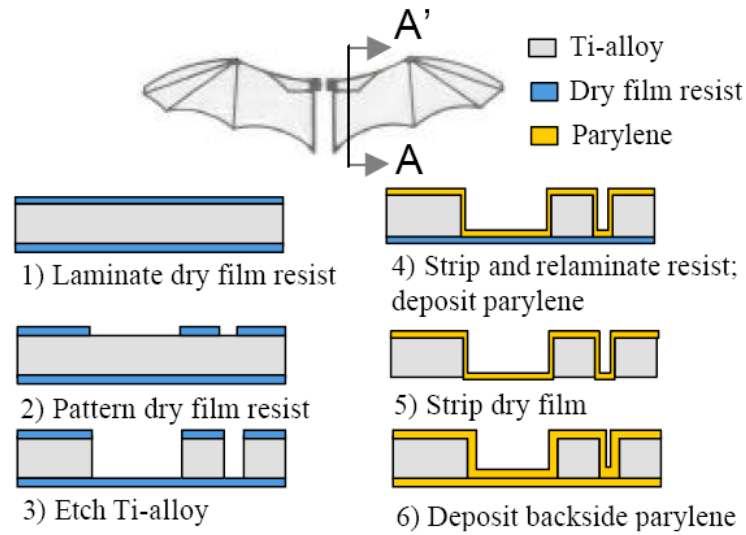 A'
A
Ti-alloy
Dry film resist
Parylene
1) Laminate dry film resist
2) Pattern dry film resist
3) Etch Ti-alloy
4) Strip and relaminate resist;
deposit parylene
5) Strip dry film
6) Deposit backside parylene